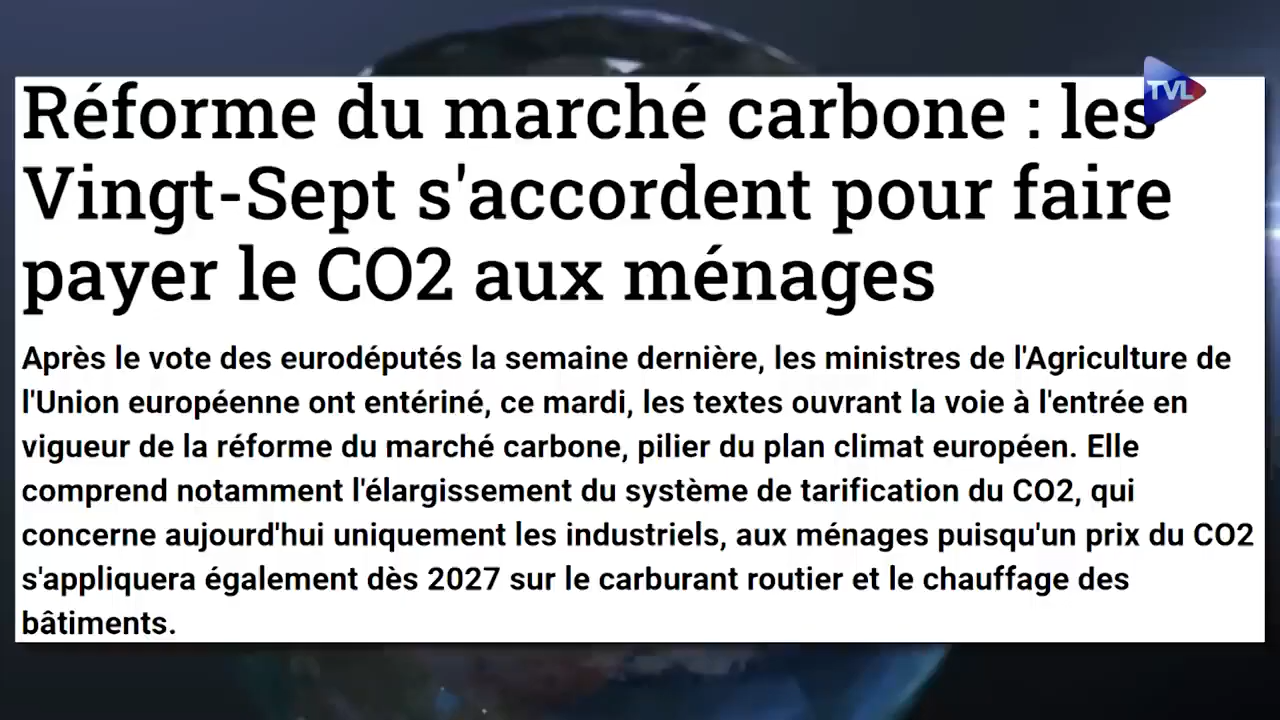 Réforme du marché carbone : les
TVL
Vingt-Sept s'accordent pour faire
payer le CO2 aux ménages
Après le vote des eurodéputés la semaine dernière, les ministres de l'Agriculture de
l'Union européenne ont entériné, ce mardi, les textes ouvrant la voie à l'entrée en
vigueur de la réforme du marché carbone, pilier du plan climat européen. Elle
comprend notamment l'élargissement du système de tarification du CO2, qui
concerne aujourd'hui uniquement les industriels, aux ménages puisqu'un prix du CO2
s'appliquera également dès 2027 sur le carburant routier et le chauffage des
bâtiments.